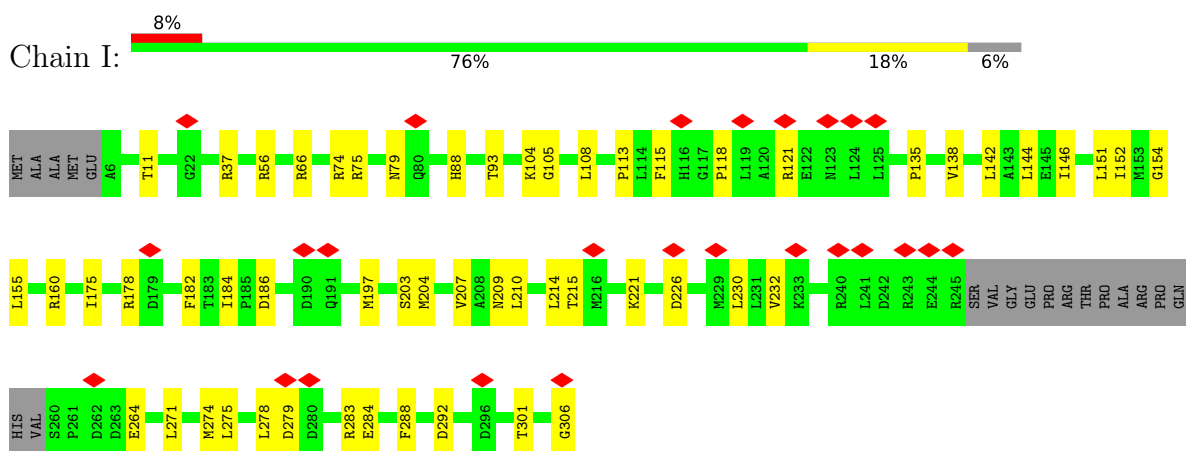 8%
Chain I:
76% 18% 6%
MET ALA ALA MET GLU A6 T11 G22 R37 R56 R66 R74 R75 N79 Q80 H88 T93 K104 G105 L108 P113 L114 F115 H116 G117 P118 L119 A120 R121 E122 N123 L124 L125 P135 V138 L142 A143 L144 E145 I146 L151 I152 M153 G154
L155 R160 I175 R178 D179 F182 T183 I184 P185 D186 D190 Q191 M197 S203 M204 V207 A208 N209 L210 L214 T215 M216 K221 D226 M229 L230 L231 V232 K233 R240 L241 D242 R243 E244 R245 SER VAL GLY GLU PRO ARG THR PRO ALA ARG PRO GLN
HIS VAL S260 P261 D262 D263 E264 L271 M274 L275 L278 D279 D280 R283 E284 F288 D292 D296 T301 G306